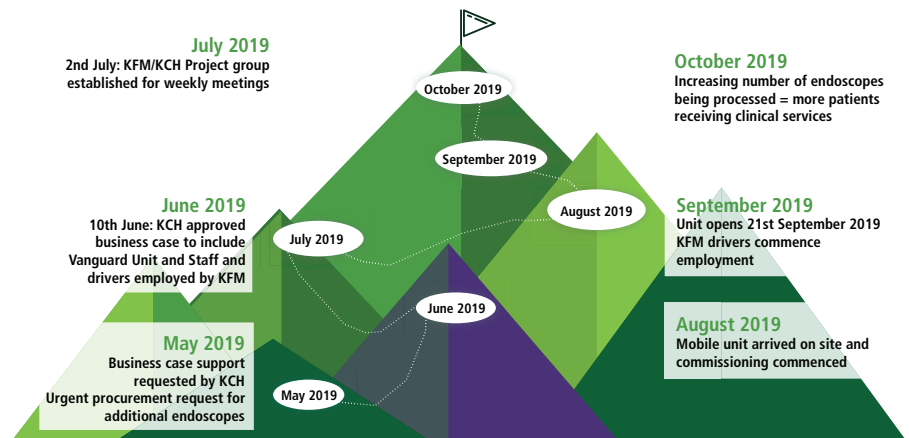 July 2019
2nd July: KFM/KCH Project group
established for weekly meetings
June 2019
10th June: KCH approved
business case to include
Vanguard Unit and Staff and
drivers employed by KFM
May 2019
Business case support
requested by KCH
Urgent procurement request for
additional endoscopes
October 2019
September 2019
August 2019
July 2019
June 2019
May 2019
October 2019
Increasing number of endoscopes
being processed = more patients
receiving clinical services
September 2019
Unit opens 21st September 2019
KFM drivers commence
employment
August 2019
Mobile unit arrived on site and
commissioning commenced